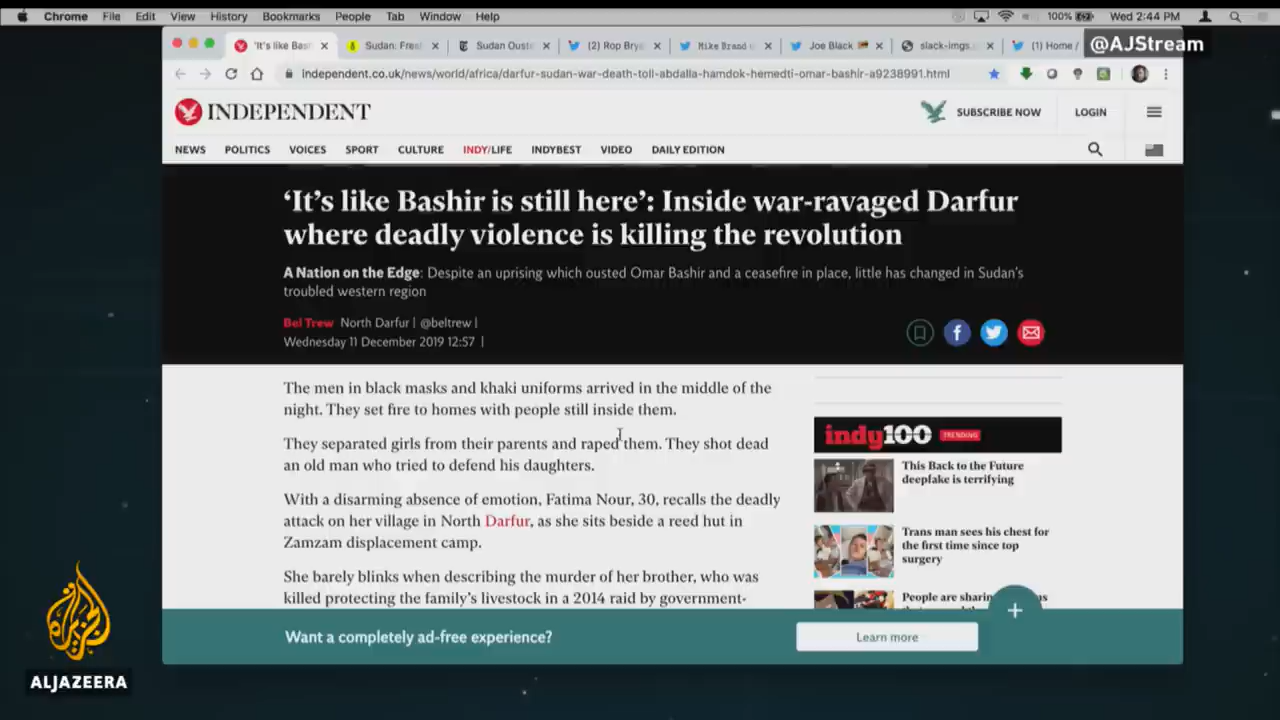 Chrome File Edit View History Bookmarks People Tab Window Help
100% Wed 2:44 PM
'It's like Bash
Sudan: Fres
Sudan Ouste
(2) Rop Bry
Mike Brand
Joe Black
slack-imgs.
(1) Home /
@AJStream
independent.co.uk/news/world/africa/darfur-sudan-war-death-toll-abdalla-hamdok-hemedti-omar-bashir-a9238991.html
INDEPENDENT
SUBSCRIBE NOW
LOGIN
NEWS POLITICS VOICES SPORT CULTURE INDY/LIFE INDYBEST VIDEO DAILY EDITION
‘It’s like Bashir is still here’: Inside war-ravaged Darfur
where deadly violence is killing the revolution
A Nation on the Edge: Despite an uprising which ousted Omar Bashir and a ceasefire in place, little has changed in Sudan’s
troubled western region
Bel Trew North Darfur | @beltrew |
Wednesday 11 December 2019 12:57 |
The men in black masks and khaki uniforms arrived in the middle of the
night. They set fire to homes with people still inside them.
They separated girls from their parents and raped them. They shot dead
an old man who tried to defend his daughters.
With a disarming absence of emotion, Fatima Nour, 30, recalls the deadly
attack on her village in North Darfur, as she sits beside a reed hut in
Zamzam displacement camp.
She barely blinks when describing the murder of her brother, who was
killed protecting the family’s livestock in a 2014 raid by government-
indy100 TRENDING
This Back to the Future
deepfake is terrifying
Trans man sees his chest for
the first time since top
surgery
People are sharin
Want a completely ad-free experience?
Learn more
ALJAZEERA